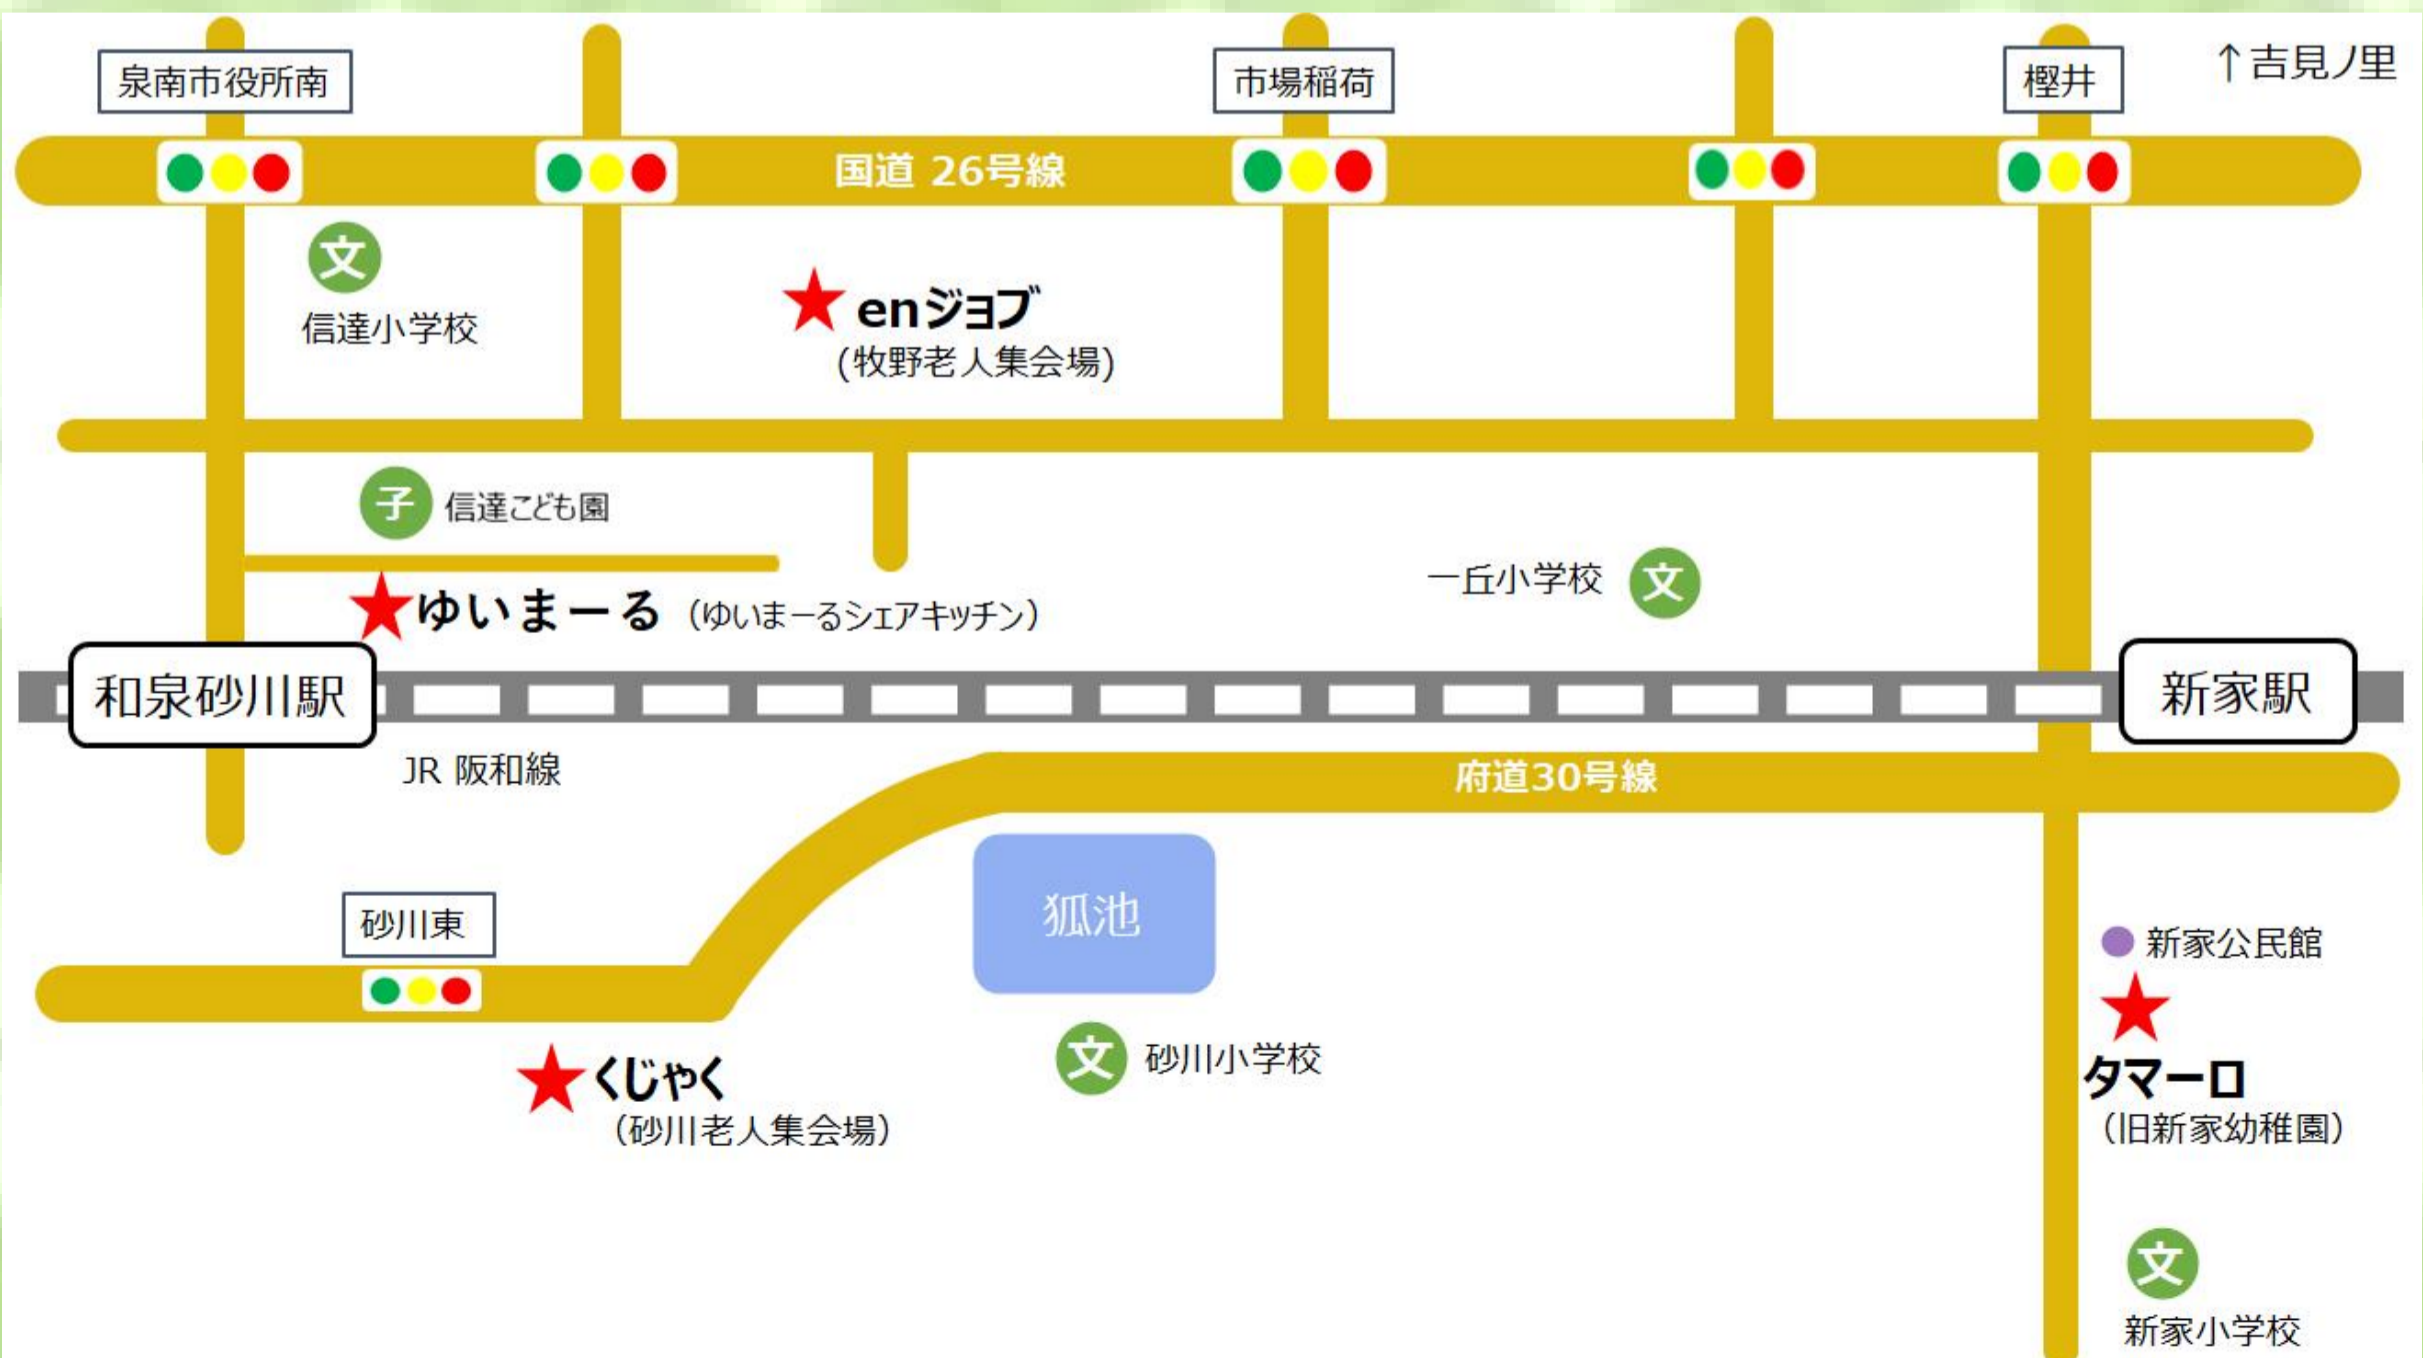 泉南市役所南
市場稲荷
樫井
↑吉見ノ里
国道 26号線
文
信達小学校
enジョブ
(牧野老人集会場)
子
信達こども園
一丘小学校
文
ゆいまーる
（ゆいまーるシェアキッチン）
和泉砂川駅
新家駅
JR 阪和線
府道30号線
狐池
砂川東
新家公民館
くじゃく
（砂川老人集会場）
文
砂川小学校
タマーロ
（旧新家幼稚園）
文
新家小学校